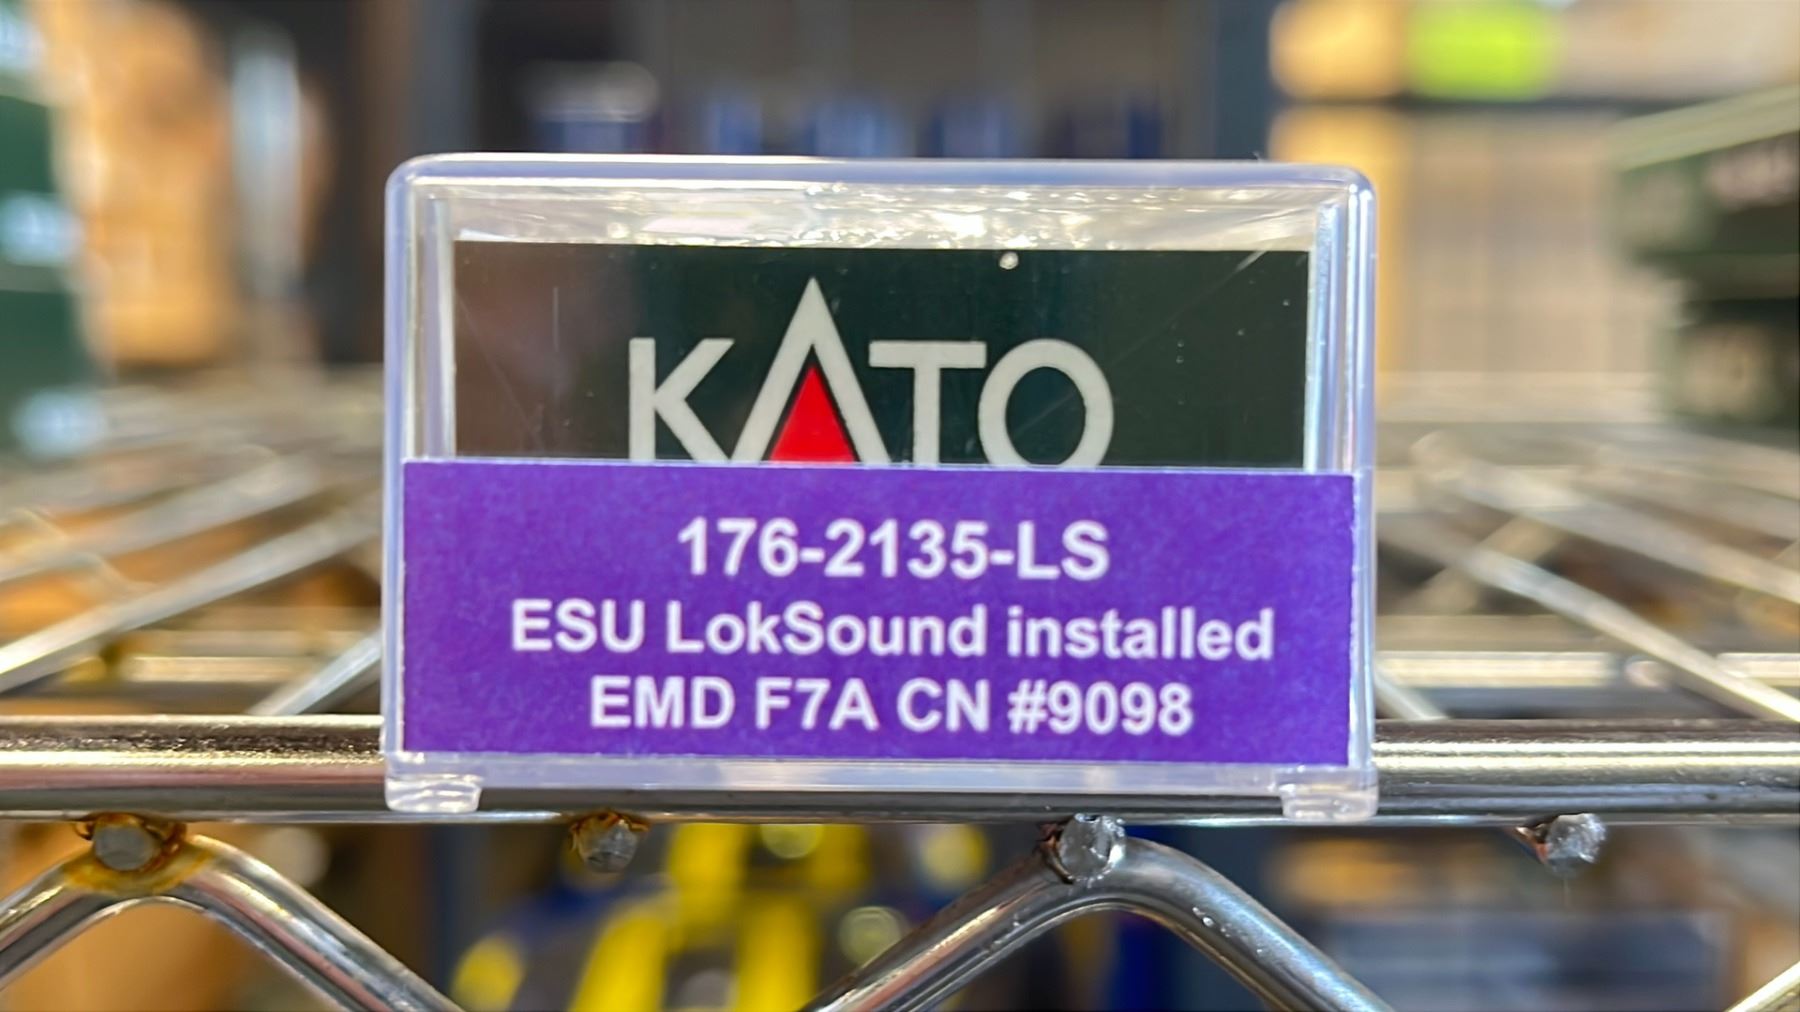 KATO
176-2135-LS
ESU LokSound installed
EMD F7A CN #9098